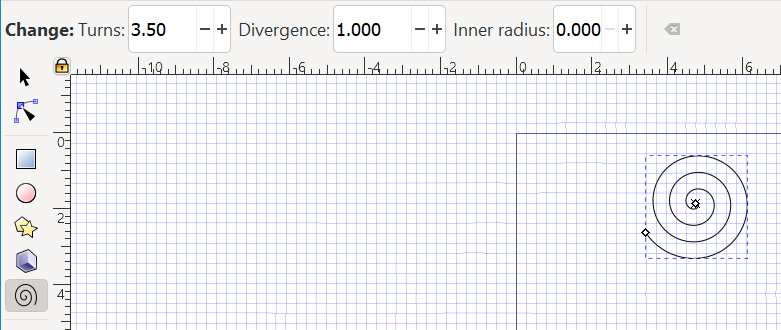 Change: Turns: 3.50 − + Divergence: 1.000 − + Inner radius: 0.000 − +
-10 -8 -6 -4 -2 0 2 4 6
0
2
4